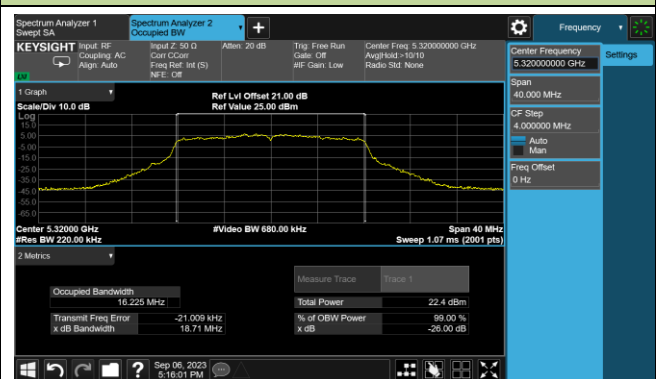 Spectrum Analyzer 1
Swept SA
Spectrum Analyzer 2
Occupied BW
Frequency
KEYSIGHT
Input: RF
Coupling: AC
Align: Auto
Input Z: 50 Ω
Corr CCorr
Freq Ref: Int (S)
NFE: Off
Atten: 20 dB
Trig: Free Run
Gate: Off
#IF Gain: Low
Center Freq: 5.320000000 GHz
Avg|Hold:>10/10
Radio Std: None
LXI
Center Frequency
5.320000000 GHz
Settings
Span
40.000 MHz
CF Step
4.000000 MHz
Auto
Man
Freq Offset
0 Hz
1 Graph
Scale/Div 10.0 dB
Ref Lvl Offset 21.00 dB
Ref Value 25.00 dBm
Log
15.0
5.00
-5.00
-15.0
-25.0
-35.0
-45.0
-55.0
-65.0
Center 5.32000 GHz
#Res BW 220.00 kHz
#Video BW 680.00 kHz
Span 40 MHz
Sweep 1.07 ms (2001 pts)
2 Metrics
Measure Trace
Trace 1
Occupied Bandwidth
16.225 MHz
Total Power
22.4 dBm
Transmit Freq Error
-21.009 kHz
% of OBW Power
99.00 %
x dB Bandwidth
18.71 MHz
x dB
-26.00 dB
?
Sep 06, 2023
5:16:01 PM